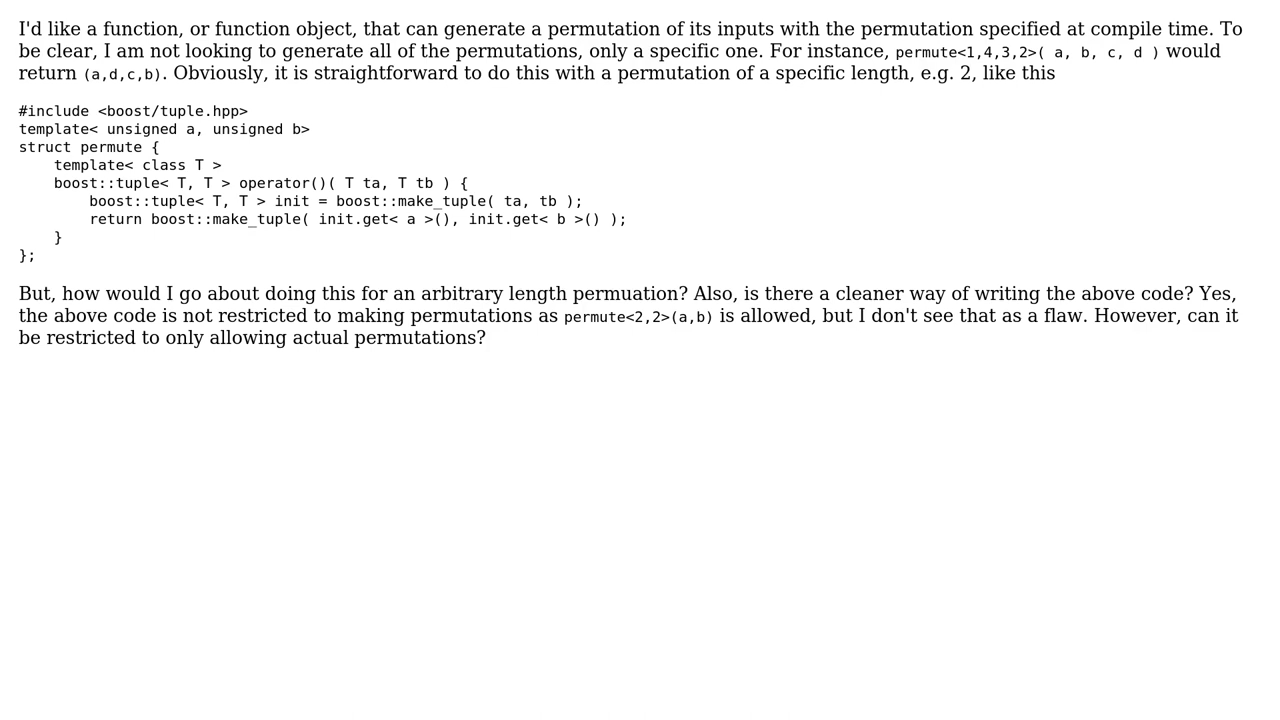 I'd like a function, or function object, that can generate a permutation of its inputs with the permutation specified at compile time. To
be clear, I am not looking to generate all of the permutations, only a specific one. For instance, permute<1,4,3,2>( a, b, c, d ) would
return (a,d,c,b). Obviously, it is straightforward to do this with a permutation of a specific length, e.g. 2, like this
#include <boost/tuple.hpp>
template< unsigned a, unsigned b>
struct permute {
    template< class T >
    boost::tuple< T, T > operator()( T ta, T tb ) {
        boost::tuple< T, T > init = boost::make_tuple( ta, tb );
        return boost::make_tuple( init.get< a >(), init.get< b >() );
    }
};
But, how would I go about doing this for an arbitrary length permuation? Also, is there a cleaner way of writing the above code? Yes,
the above code is not restricted to making permutations as permute<2,2>(a,b) is allowed, but I don't see that as a flaw. However, can it
be restricted to only allowing actual permutations?